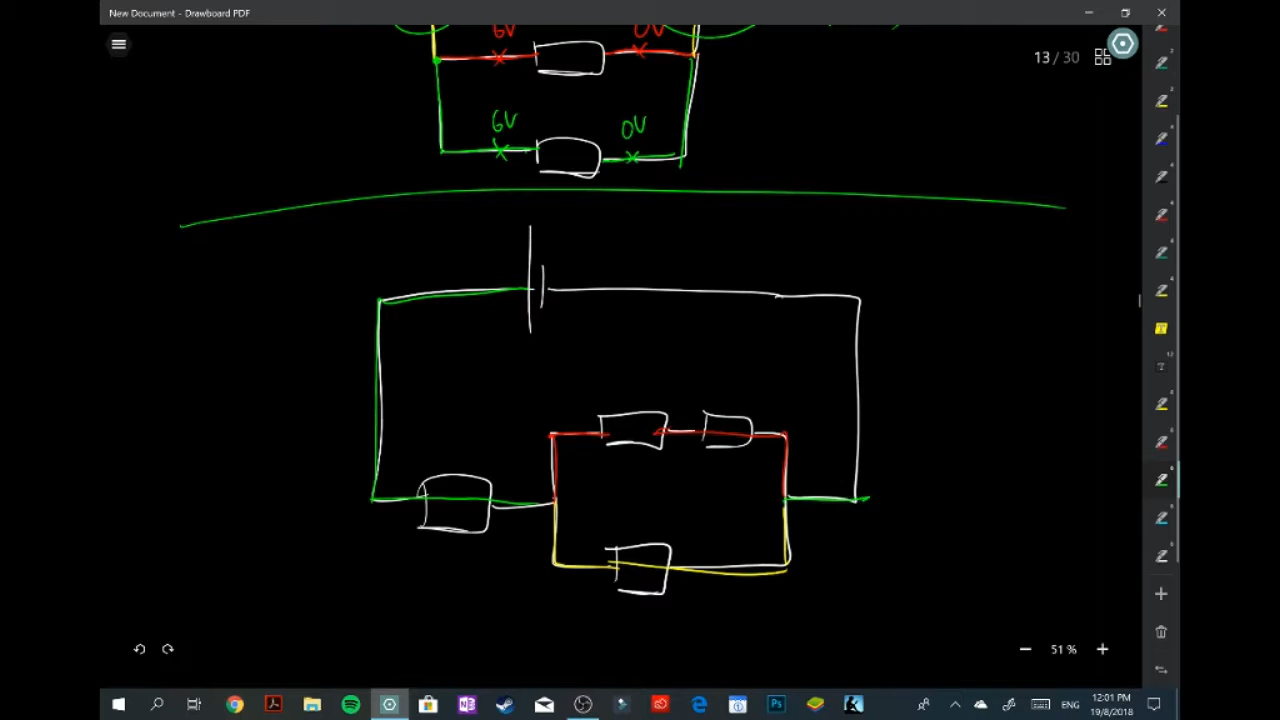 New Document - Drawboard PDF
6V 0V
13 / 30
6V 0V
51 %
ENG
12:01 PM
19/8/2018